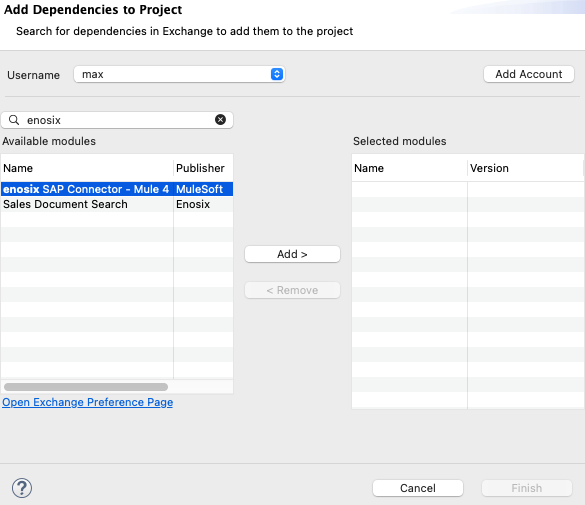 Add Dependencies to Project
Search for dependencies in Exchange to add them to the project
Username max Add Account
enosix
Available modules Selected modules
Name Publisher Name Version
enosix SAP Connector - Mule 4 MuleSoft
Sales Document Search Enosix
Add >
< Remove
Open Exchange Preference Page
? Cancel Finish